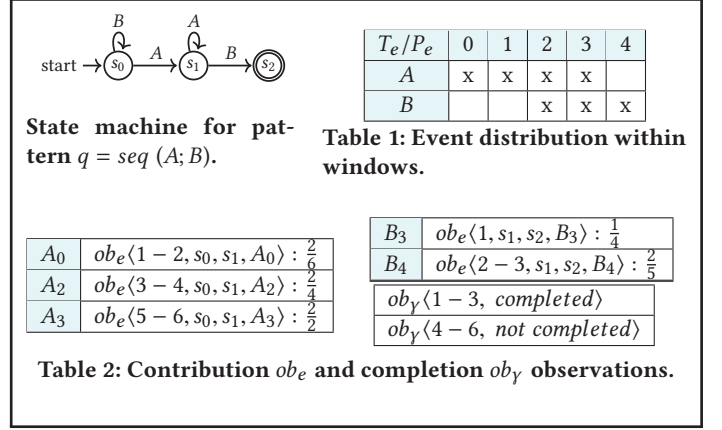 B A
start s0 A s1 B s2
State machine for pat-
tern q = seq (A; B).
Te/Pe 0 1 2 3 4
A x x x x
B x x x
Table 1: Event distribution within
windows.
A0 obe⟨1 − 2, s0, s1, A0⟩ : 2/6
A2 obe⟨3 − 4, s0, s1, A2⟩ : 2/4
A3 obe⟨5 − 6, s0, s1, A3⟩ : 2/2
B3 obe⟨1, s1, s2, B3⟩ : 1/4
B4 obe⟨2 − 3, s1, s2, B4⟩ : 2/5
obγ⟨1 − 3, completed⟩
obγ⟨4 − 6, not completed⟩
Table 2: Contribution obe and completion obγ observations.